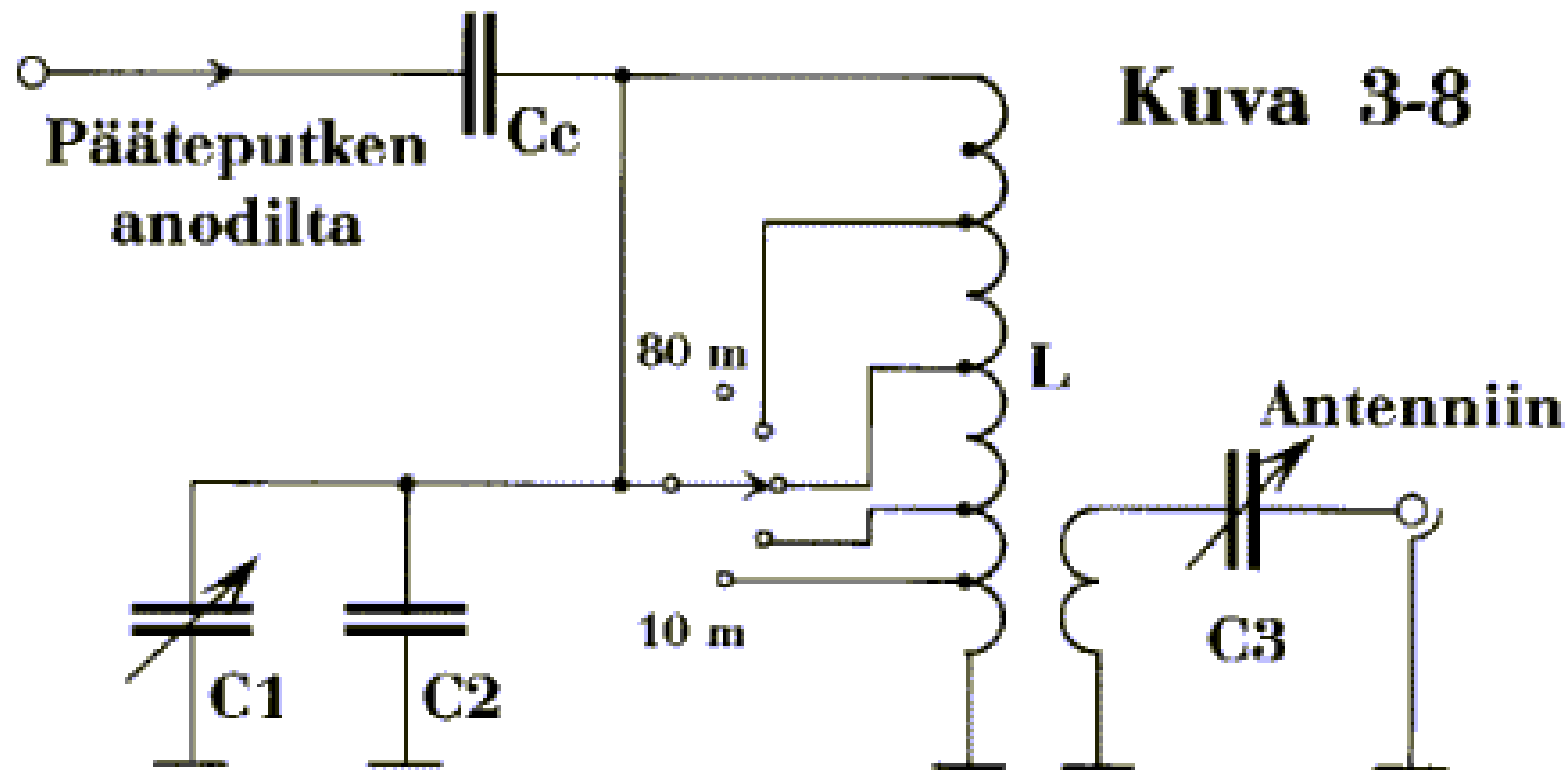 Kuva 3-8
Cc
Pääteputken
anodilta
80 m
L
Antenniin
10 m
C3
C1
C2